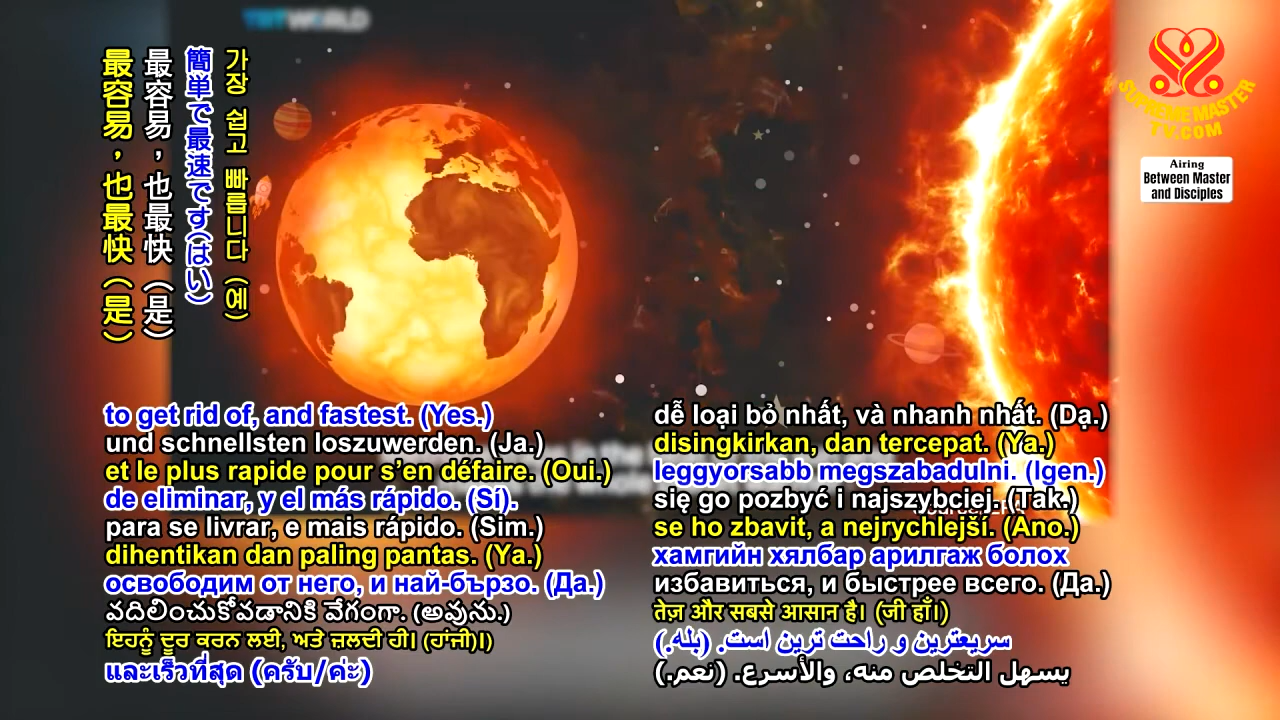 TRT WORLD
SUPREME MASTER
TV.COM
Airing
Between Master
and Disciples
가장 쉽고 빠릅니다 (예)
簡単で最速です(はい)
最容易，也最快（是）
最容易，也最快（是）
to get rid of, and fastest. (Yes.)
und schnellsten loszuwerden. (Ja.)
et le plus rapide pour s’en défaire. (Oui.)
de eliminar, y el más rápido. (Sí).
para se livrar, e mais rápido. (Sim.)
dihentikan dan paling pantas. (Ya.)
освободим от него, и най-бързо. (Да.)
వదిలించుకోవడానికి వేగంగా. (అవును.)
ਇਹਨੂੰ ਦੂਰ ਕਰਨ ਲਈ, ਅਤੇ ਜ਼ਲਦੀ ਹੀ। (ਹਾਂਜੀ)।)
และเร็วที่สุด (ครับ/ค่ะ)
dễ loại bỏ nhất, và nhanh nhất. (Dạ.)
disingkirkan, dan tercepat. (Ya.)
leggyorsabb megszabadulni. (Igen.)
się go pozbyć i najszybciej. (Tak.)
se ho zbavit, a nejrychlejší. (Ano.)
хамгийн хялбар арилгаж болох
избавиться, и быстрее всего. (Да.)
तेज़ और सबसे आसान है। (जी हाँ।)
سریعترین و راحت ترین است. (بله.)
يسهل التخلص منه، والأسرع. (نعم.)